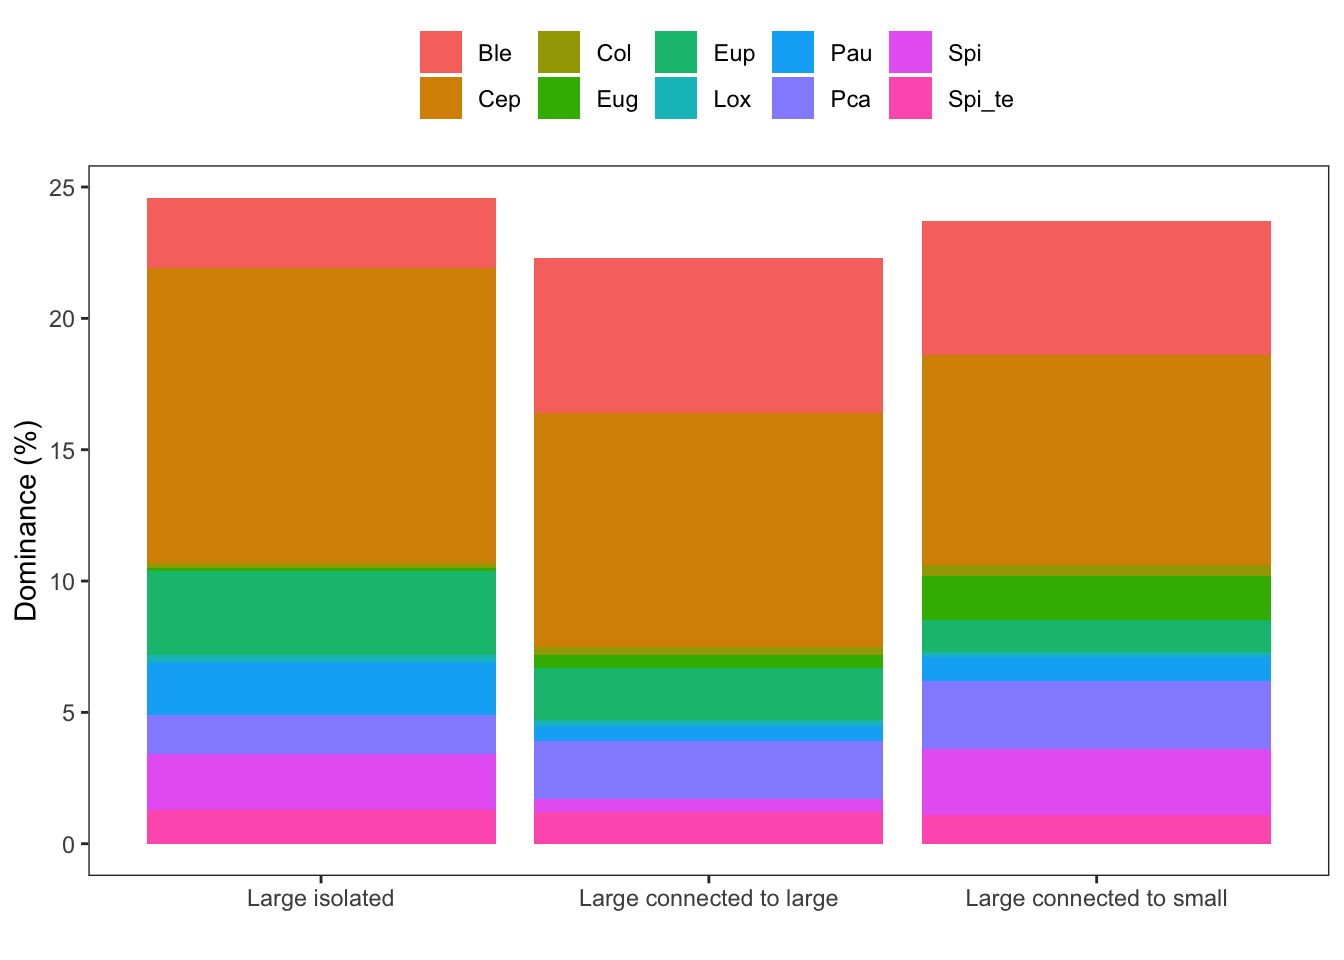 Ble Col Eup Pau Spi
Cep Eug Lox Pca Spi_te
25
20
15
10
5
0
Dominance (%)
Large isolated Large connected to large Large connected to small